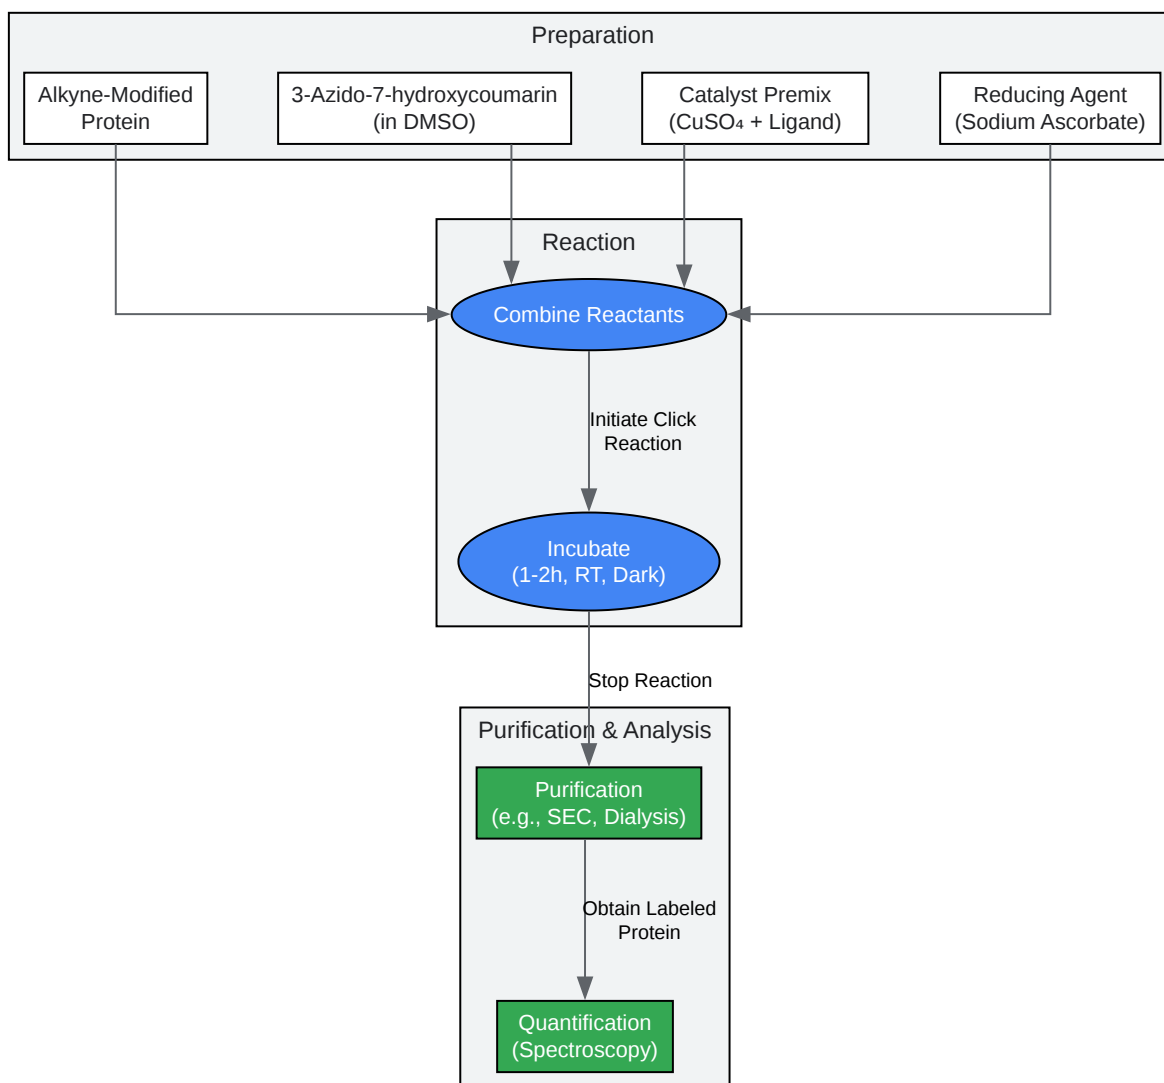 Preparation
Alkyne-Modified
Protein
3-Azido-7-hydroxycoumarin
(in DMSO)
Catalyst Premix
(CuSO₄ + Ligand)
Reducing Agent
(Sodium Ascorbate)
Reaction
Combine Reactants
Initiate Click
Reaction
Incubate
(1-2h, RT, Dark)
Stop Reaction
Purification & Analysis
Purification
(e.g., SEC, Dialysis)
Obtain Labeled
Protein
Quantification
(Spectroscopy)